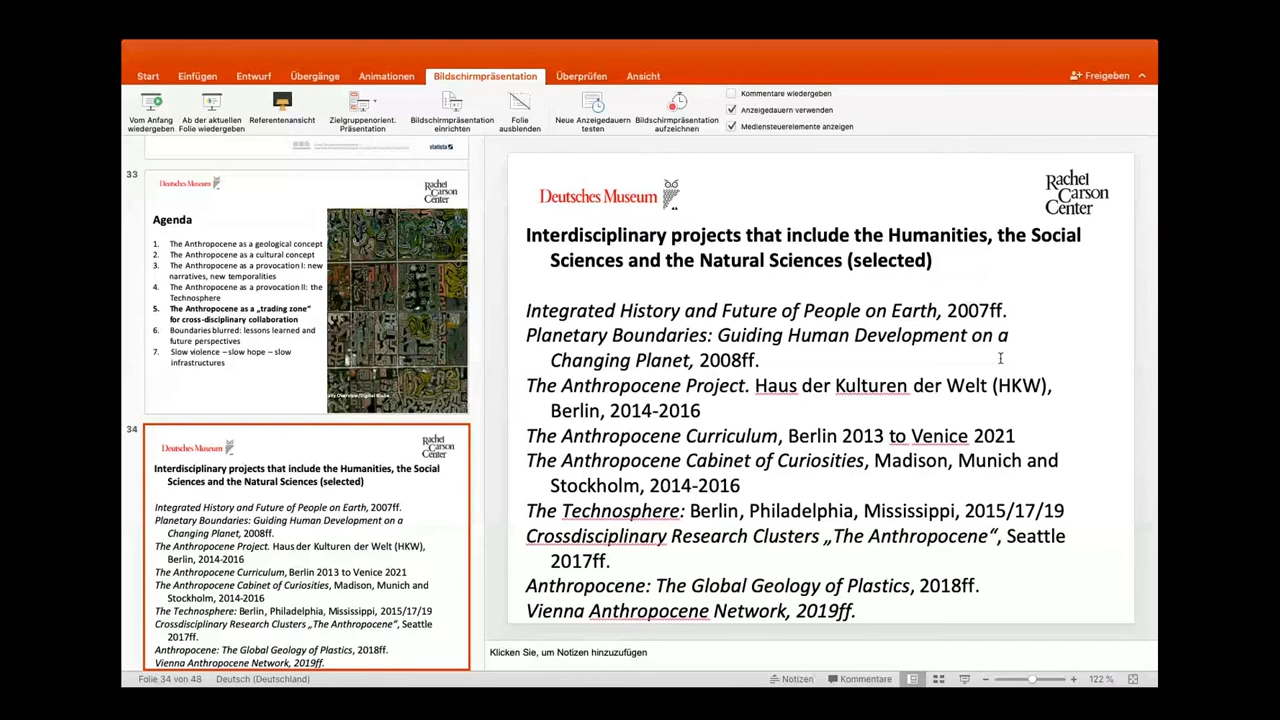 Start Einfügen Entwurf Übergänge Animationen Bildschirmpräsentation Überprüfen Ansicht Freigeben
Vom Anfang
wiedergeben
Ab der aktuellen
Folie wiedergeben
Referentenansicht
Zielgruppenorient.
Präsentation
Bildschirmpräsentation
einrichten
Folie
ausblenden
Neue Anzeigedauern
testen
Bildschirmpräsentation
aufzeichnen
Kommentare wiedergeben
Anzeigedauern verwenden
Mediensteuerelemente anzeigen
statista
33
Deutsches Museum
Rachel
Carson
Center
Agenda
1. The Anthropocene as a geological concept
2. The Anthropocene as a cultural concept
3. The Anthropocene as a provocation I: new
narratives, new temporalities
4. The Anthropocene as a provocation II: the
Technosphere
5. The Anthropocene as a „trading zone“
for cross-disciplinary collaboration
6. Boundaries blurred: lessons learned and
future perspectives
7. Slow violence – slow hope – slow
infrastructures
34
Deutsches Museum
Rachel
Carson
Center
Interdisciplinary projects that include the Humanities, the Social
Sciences and the Natural Sciences (selected)
Integrated History and Future of People on Earth, 2007ff.
Planetary Boundaries: Guiding Human Development on a
Changing Planet, 2008ff.
The Anthropocene Project. Haus der Kulturen der Welt (HKW),
Berlin, 2014-2016
The Anthropocene Curriculum, Berlin 2013 to Venice 2021
The Anthropocene Cabinet of Curiosities, Madison, Munich and
Stockholm, 2014-2016
The Technosphere: Berlin, Philadelphia, Mississippi, 2015/17/19
Crossdisciplinary Research Clusters „The Anthropocene“, Seattle
2017ff.
Anthropocene: The Global Geology of Plastics, 2018ff.
Vienna Anthropocene Network, 2019ff.
Deutsches Museum
Rachel
Carson
Center
Interdisciplinary projects that include the Humanities, the Social
Sciences and the Natural Sciences (selected)
Integrated History and Future of People on Earth, 2007ff.
Planetary Boundaries: Guiding Human Development on a
Changing Planet, 2008ff.
The Anthropocene Project. Haus der Kulturen der Welt (HKW),
Berlin, 2014-2016
The Anthropocene Curriculum, Berlin 2013 to Venice 2021
The Anthropocene Cabinet of Curiosities, Madison, Munich and
Stockholm, 2014-2016
The Technosphere: Berlin, Philadelphia, Mississippi, 2015/17/19
Crossdisciplinary Research Clusters „The Anthropocene“, Seattle
2017ff.
Anthropocene: The Global Geology of Plastics, 2018ff.
Vienna Anthropocene Network, 2019ff.
Klicken Sie, um Notizen hinzuzufügen
Folie 34 von 48 Deutsch (Deutschland) Notizen Kommentare 122 %